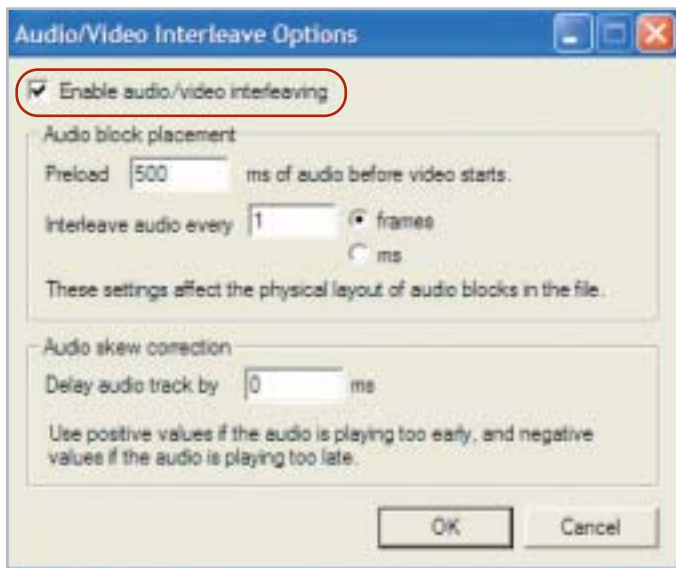 Audio/Video Interleave Options
Enable audio/video interleaving
Audio block placement
Preload 500 ms of audio before video starts.
Interleave audio every 1 frames
ms
These settings affect the physical layout of audio blocks in the file.
Audio skew correction
Delay audio track by 0 ms
Use positive values if the audio is playing too early, and negative
values if the audio is playing too late.
OK Cancel